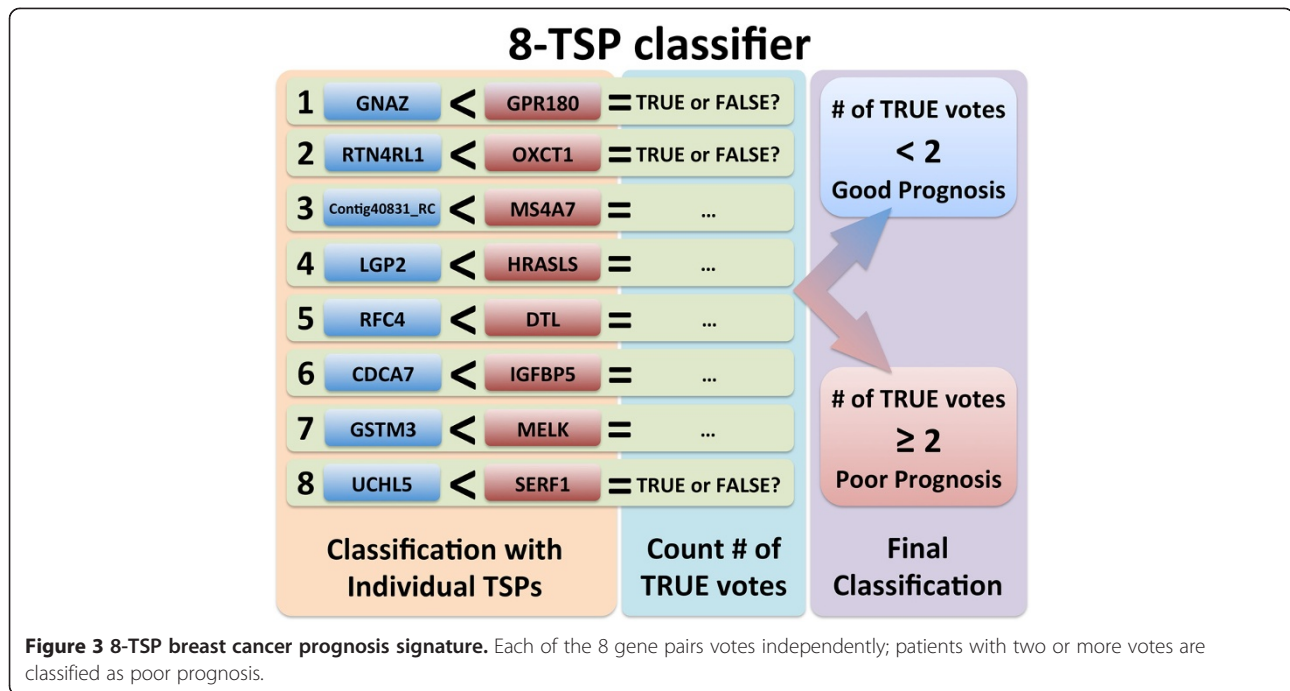 8-TSP classifier
1 GNAZ < GPR180 = TRUE or FALSE?
2 RTN4RL1 < OXCT1 = TRUE or FALSE?
3 Contig40831_RC < MS4A7 = ...
4 LGP2 < HRASLS = ...
5 RFC4 < DTL = ...
6 CDCA7 < IGFBP5 = ...
7 GSTM3 < MELK = ...
8 UCHL5 < SERF1 = TRUE or FALSE?
Classification with
Individual TSPs
Count # of
TRUE votes
# of TRUE votes
< 2
Good Prognosis
# of TRUE votes
≥ 2
Poor Prognosis
Final
Classification
Figure 3 8-TSP breast cancer prognosis signature. Each of the 8 gene pairs votes independently; patients with two or more votes are
classified as poor prognosis.